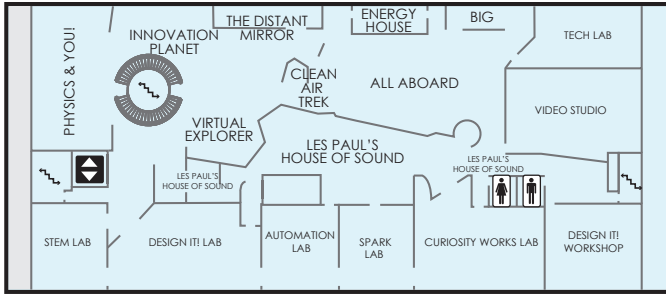 PHYSICS & YOU!
INNOVATION
PLANET
THE DISTANT
MIRROR
ENERGY
HOUSE
BIG
TECH LAB
CLEAN
AIR
TREK
ALL ABOARD
VIDEO STUDIO
VIRTUAL
EXPLORER
LES PAUL'S
HOUSE OF SOUND
LES PAUL'S
HOUSE OF SOUND
LES PAUL'S
HOUSE OF SOUND
STEM LAB
DESIGN IT! LAB
AUTOMATION
LAB
SPARK
LAB
CURIOSITY WORKS LAB
DESIGN IT!
WORKSHOP